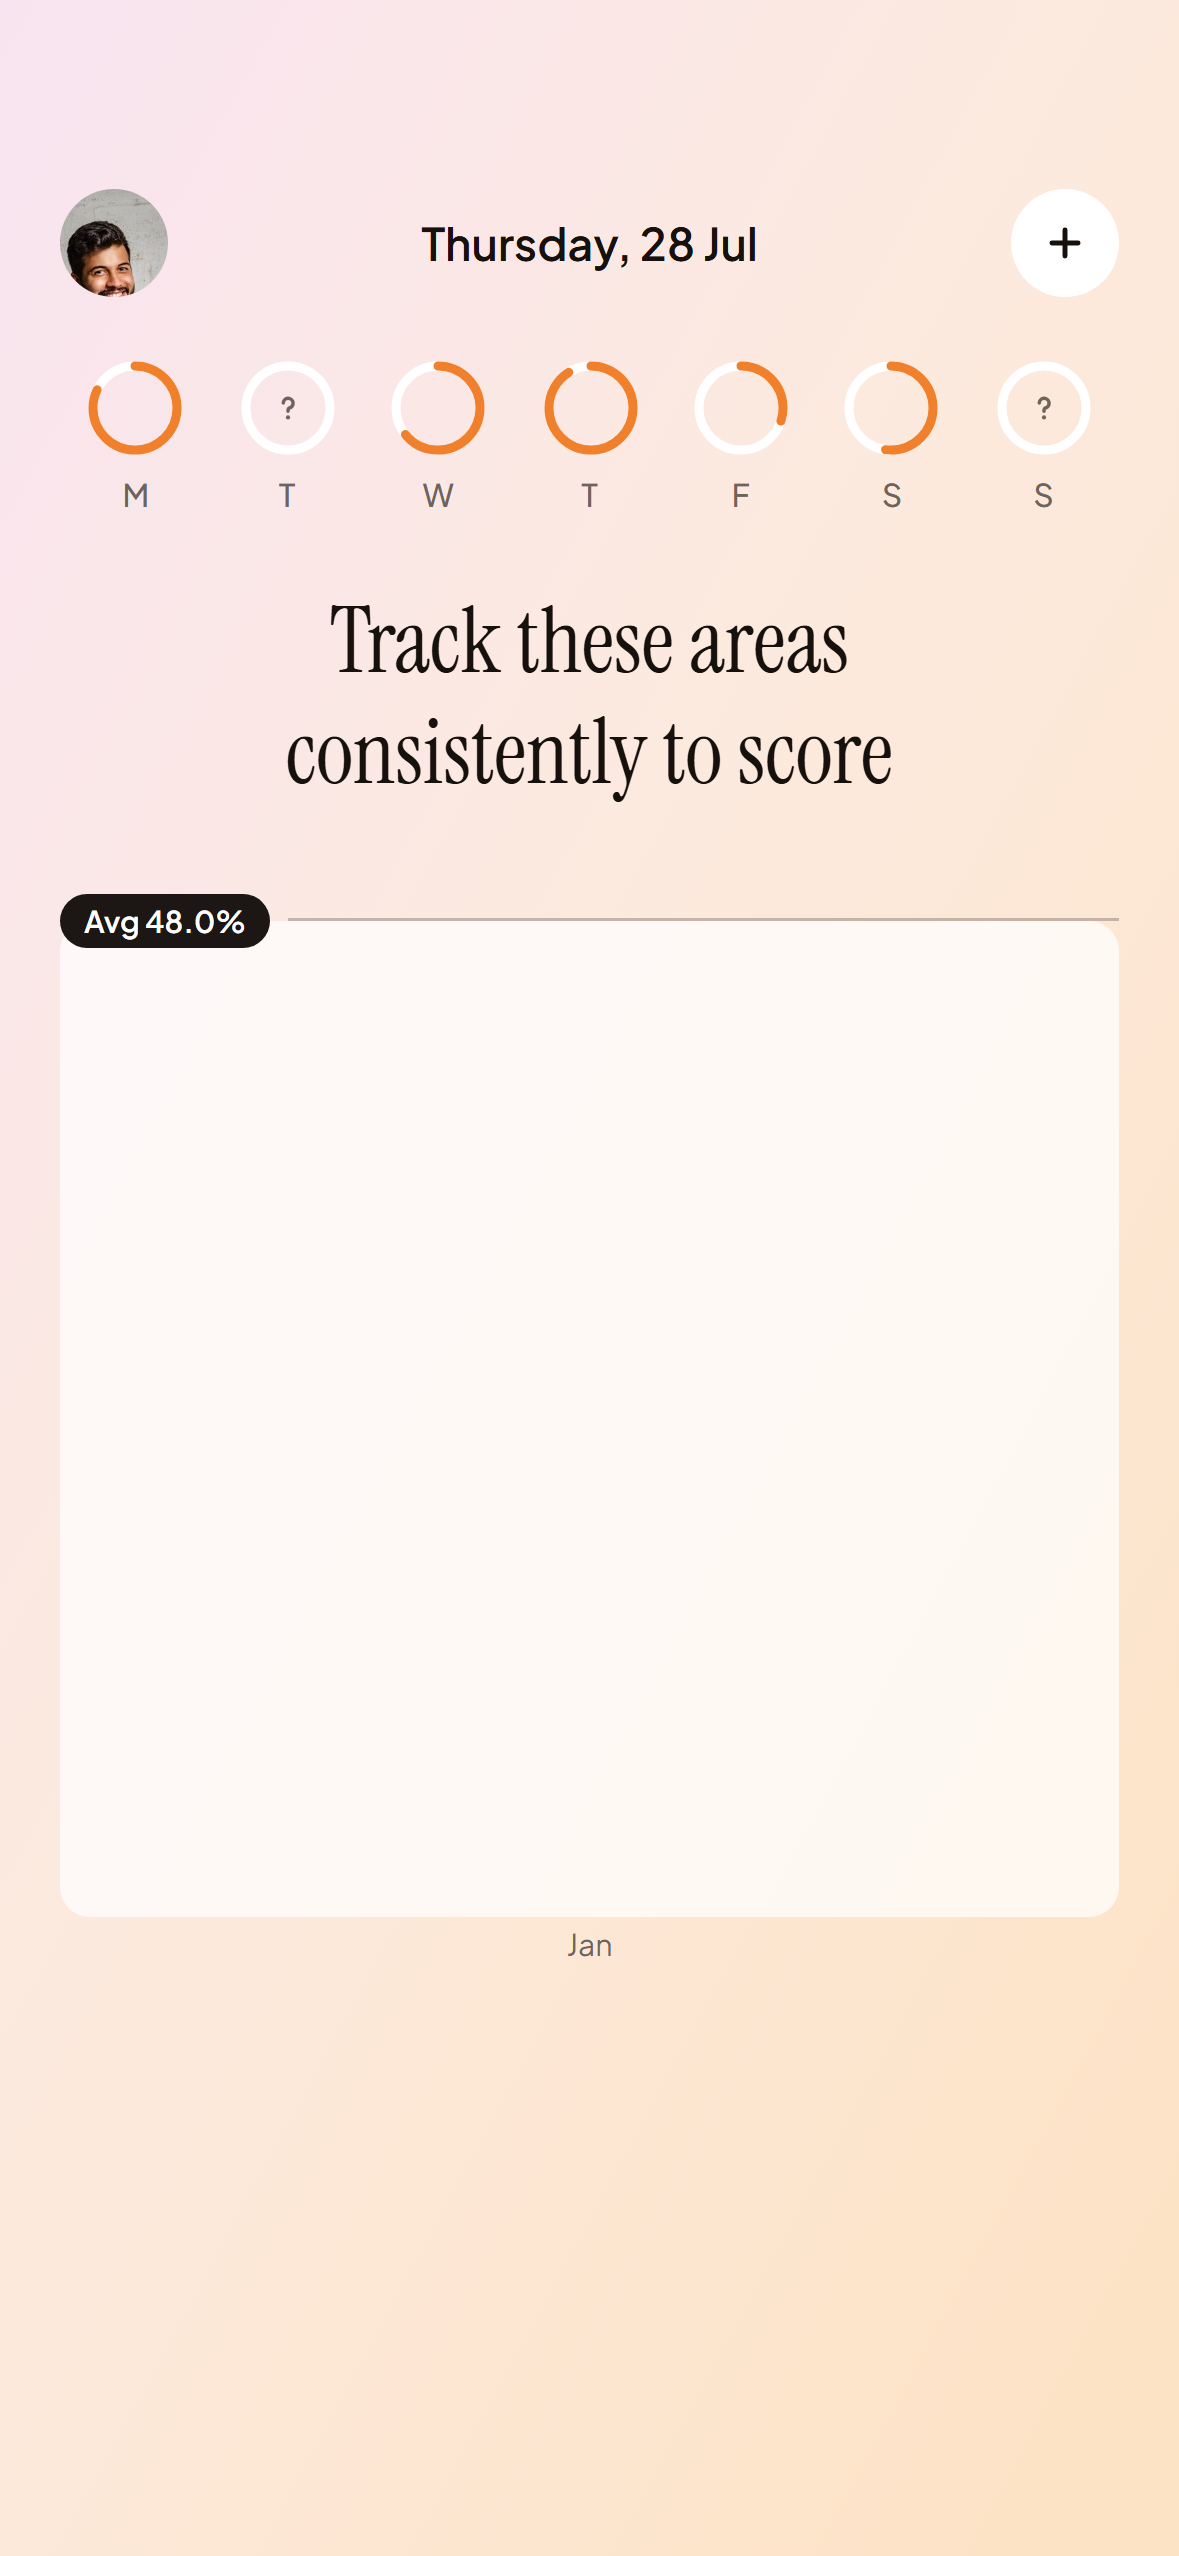 Thursday, 28 Jul
?
?
M T W T F S S
Track these areas
consistently to score
Avg 48.0%
Jan